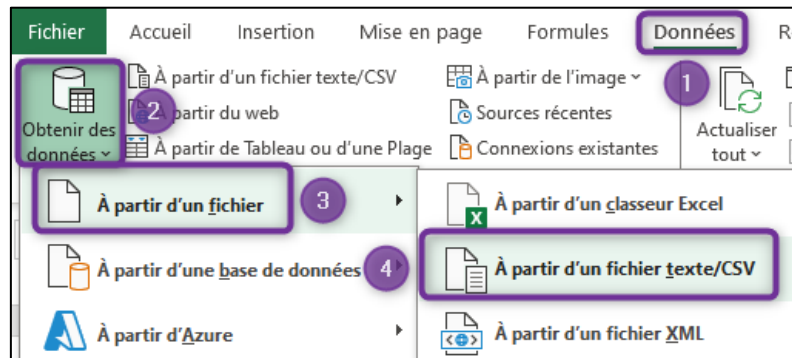 Fichier Accueil Insertion Mise en page Formules Données
1
Obtenir des données
2
À partir d'un fichier texte/CSV
partir du web
À partir de Tableau ou d'une Plage
À partir de l'image
Sources récentes
Connexions existantes
Actualiser
tout
À partir d'un fichier
3
À partir d'une base de données
4
À partir d'Azure
À partir d'un classeur Excel
À partir d'un fichier texte/CSV
À partir d'un fichier XML